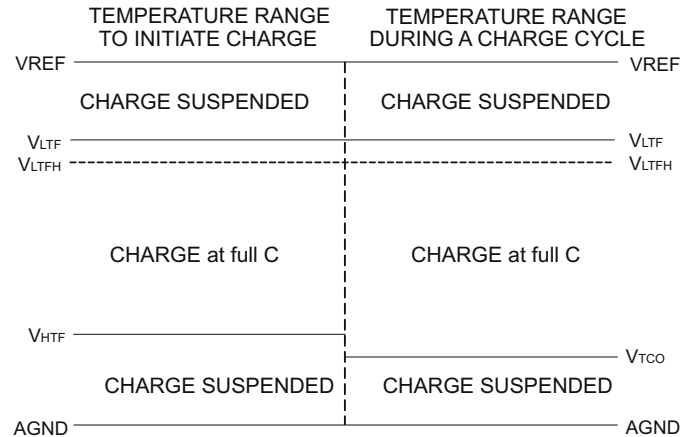 TEMPERATURE RANGE
TO INITIATE CHARGE
TEMPERATURE RANGE
DURING A CHARGE CYCLE
VREF
VREF
CHARGE SUSPENDED
CHARGE SUSPENDED
VLTF
VLTF
VLTFH
VLTFH
CHARGE at full C
CHARGE at full C
VHTF
VTCO
CHARGE SUSPENDED
CHARGE SUSPENDED
AGND
AGND